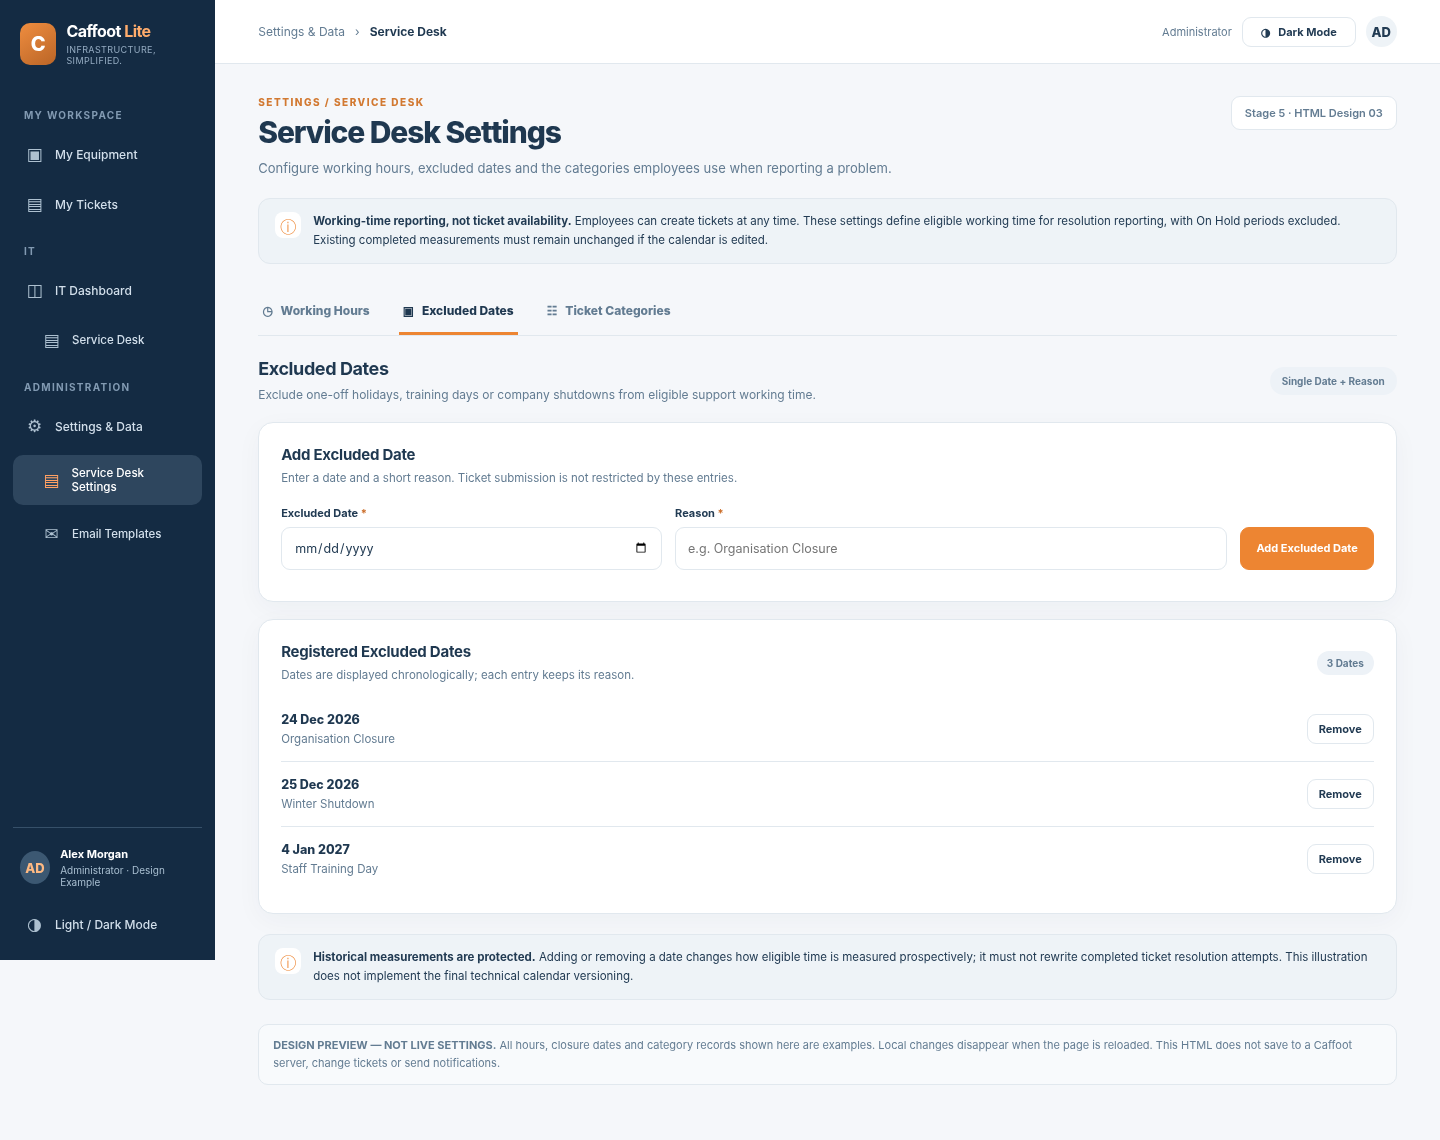 C
Caffoot Lite
INFRASTRUCTURE,
SIMPLIFIED.
MY WORKSPACE
My Equipment
My Tickets
IT
IT Dashboard
Service Desk
ADMINISTRATION
Settings & Data
Service Desk
Settings
Email Templates
AD
Alex Morgan
Administrator · Design
Example
Light / Dark Mode
Settings & Data › Service Desk
Administrator
Dark Mode
AD
SETTINGS / SERVICE DESK
Service Desk Settings
Configure working hours, excluded dates and the categories employees use when reporting a problem.
Stage 5 · HTML Design 03
Working-time reporting, not ticket availability. Employees can create tickets at any time. These settings define eligible working time for resolution reporting, with On Hold periods excluded.
Existing completed measurements must remain unchanged if the calendar is edited.
Working Hours
Excluded Dates
Ticket Categories
Excluded Dates
Exclude one-off holidays, training days or company shutdowns from eligible support working time.
Single Date + Reason
Add Excluded Date
Enter a date and a short reason. Ticket submission is not restricted by these entries.
Excluded Date *
Reason *
mm/dd/yyyy
e.g. Organisation Closure
Add Excluded Date
Registered Excluded Dates
Dates are displayed chronologically; each entry keeps its reason.
3 Dates
24 Dec 2026
Organisation Closure
Remove
25 Dec 2026
Winter Shutdown
Remove
4 Jan 2027
Staff Training Day
Remove
Historical measurements are protected. Adding or removing a date changes how eligible time is measured prospectively; it must not rewrite completed ticket resolution attempts. This illustration
does not implement the final technical calendar versioning.
DESIGN PREVIEW — NOT LIVE SETTINGS. All hours, closure dates and category records shown here are examples. Local changes disappear when the page is reloaded. This HTML does not save to a Caffoot
server, change tickets or send notifications.